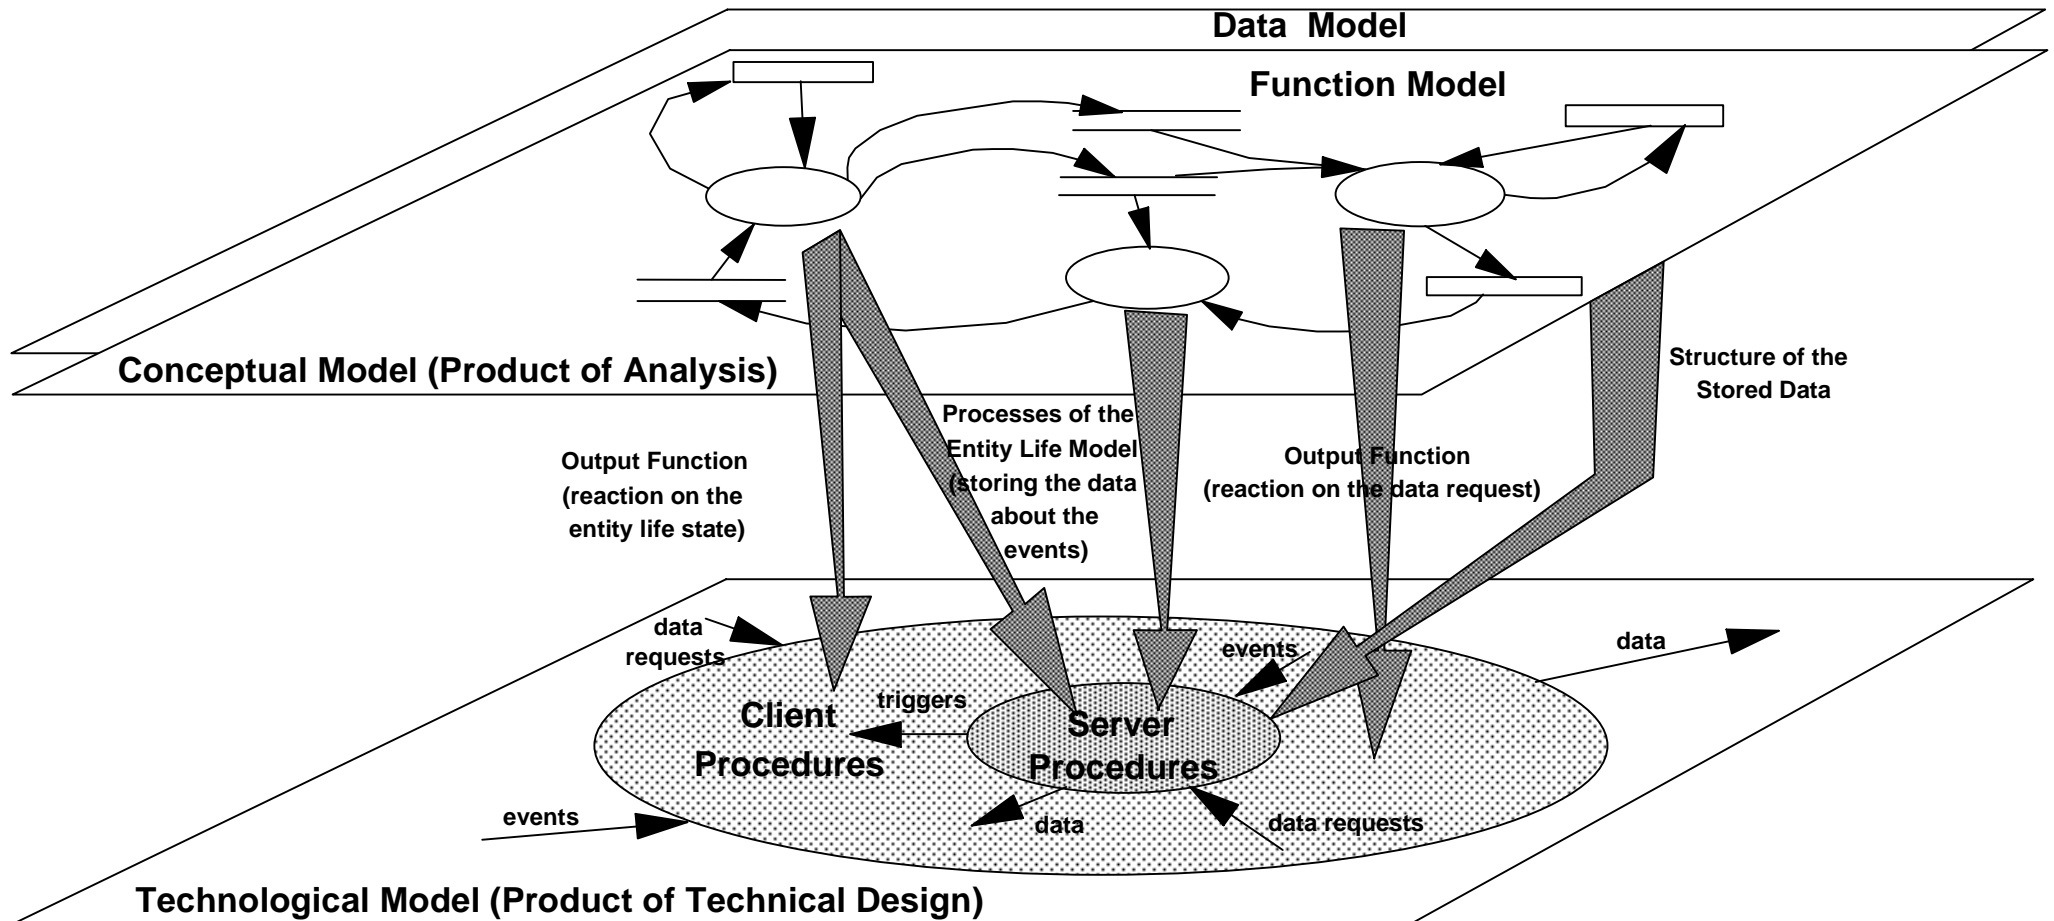 Data Model
Function Model
Conceptual Model (Product of Analysis)
Structure of the
Stored Data
Processes of the
Entity Life Model
(storing the data
about the
events)
Output Function
(reaction on the
entity life state)
Output Function
(reaction on the data request)
data
requests
events
data
triggers
Client
Procedures
Server
Procedures
events
data
data requests
Technological Model (Product of Technical Design)